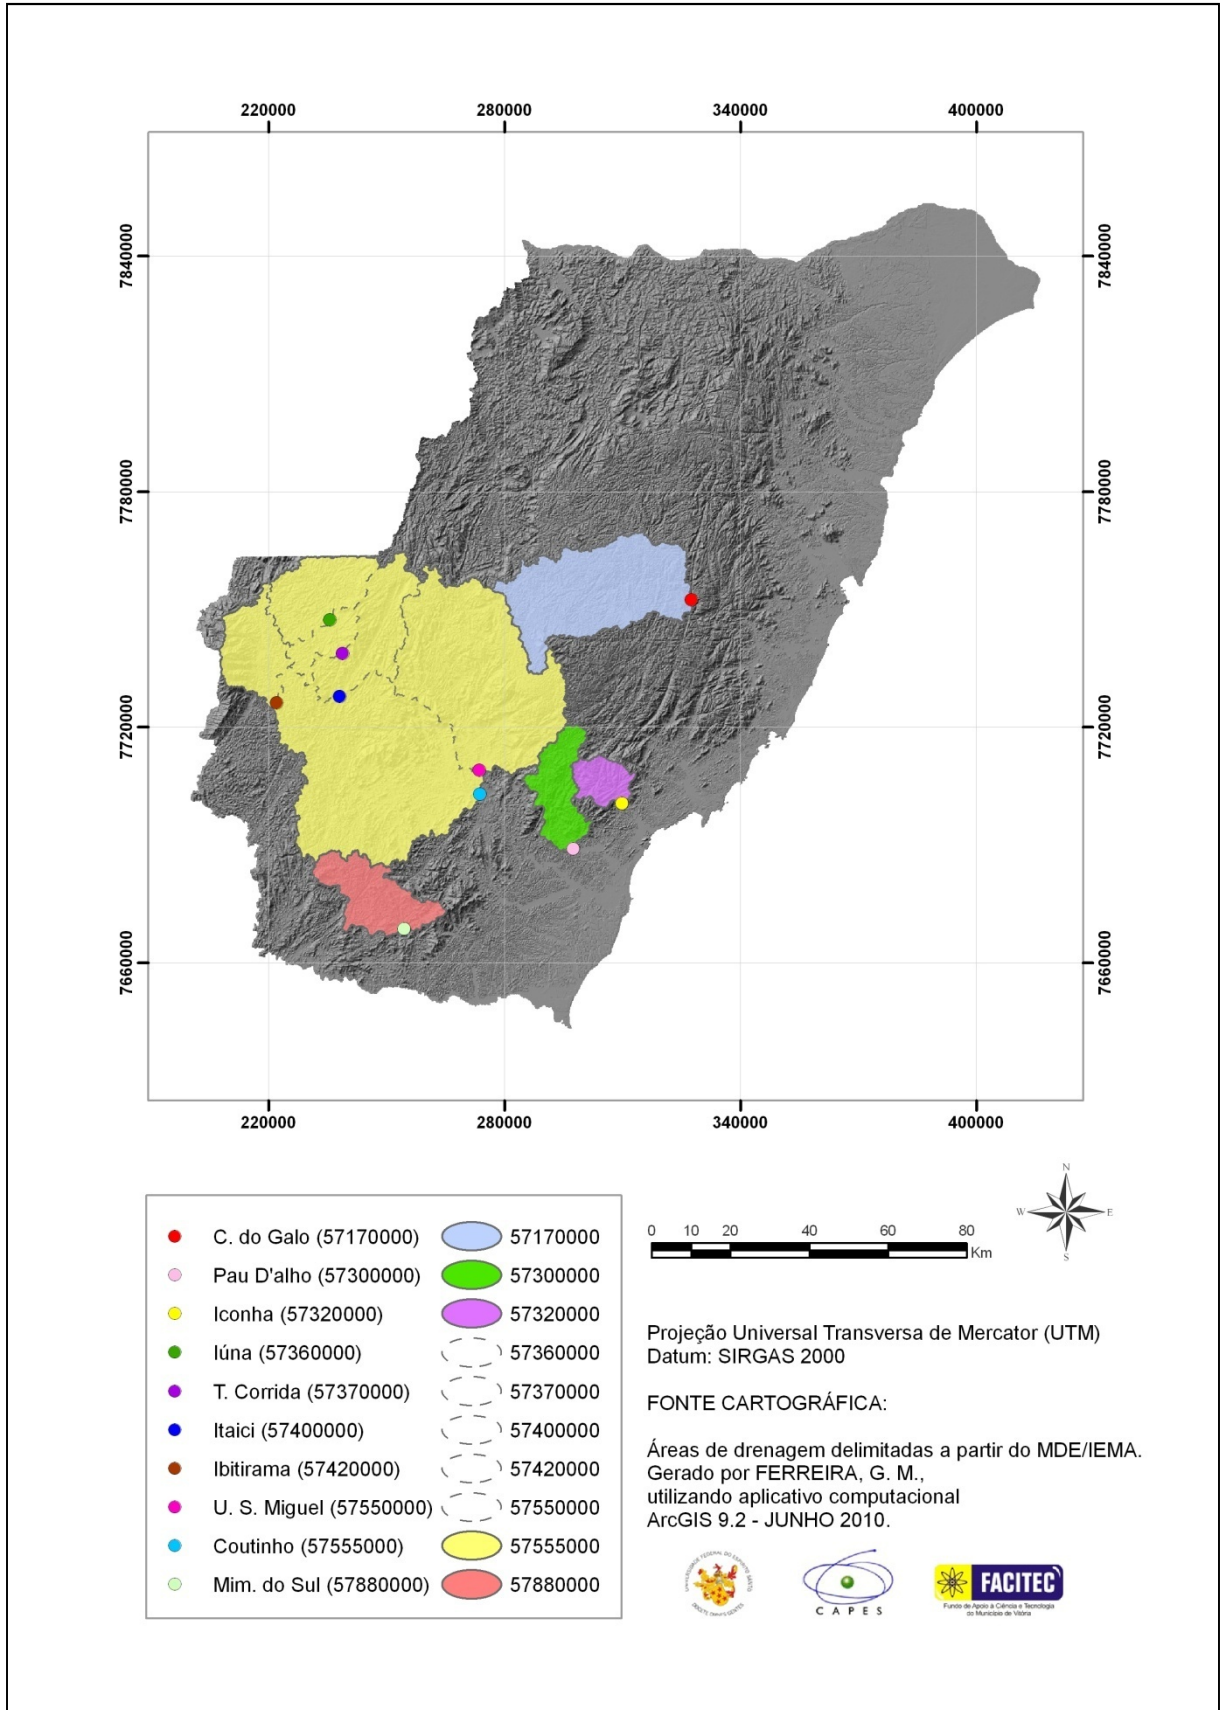 220000 280000 340000 400000
7840000 7840000
7780000 7780000
7720000 7720000
7660000 7660000
220000 280000 340000 400000
C. do Galo (57170000) 57170000
Pau D'alho (57300000) 57300000
Iconha (57320000) 57320000
Iúna (57360000) 57360000
T. Corrida (57370000) 57370000
Itaici (57400000) 57400000
Ibitirama (57420000) 57420000
U. S. Miguel (57550000) 57550000
Coutinho (57555000) 57555000
Mim. do Sul (57880000) 57880000
N
W E
S
0 10 20 40 60 80
Km
Projeção Universal Transversa de Mercator (UTM)
Datum: SIRGAS 2000
FONTE CARTOGRÁFICA:
Áreas de drenagem delimitadas a partir do MDE/IEMA.
Gerado por FERREIRA, G. M.,
utilizando aplicativo computacional
ArcGIS 9.2 - JUNHO 2010.
UNIVERSIDADE FEDERAL DO ESPÍRITO SANTO
CAPES
FACITEC
Fundo de Apoio à Ciência e Tecnologia
do Município de Vitória